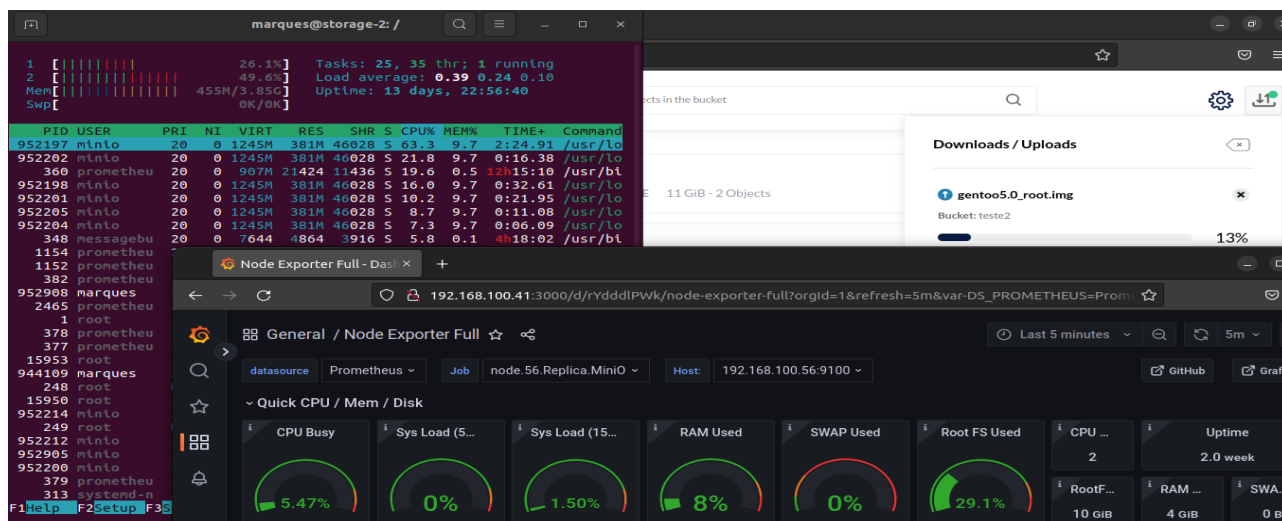 marques@storage-2: /
1 [||||||||| 26.1%] Tasks: 25, 35 thr; 1 running
2 [|||||||||||||||| 49.6%] Load average: 0.39 0.24 0.10
Mem[|||||||||||||||| 455M/3.85G] Uptime: 13 days, 22:56:40
Swp[ 0K/0K]
PID USER PRI NI VIRT RES SHR S CPU% MEM% TIME+ Command
952197 minio 20 0 1245M 381M 46028 S 63.3 9.7 2:24.91 /usr/lo
952202 minio 20 0 1245M 381M 46028 S 21.8 9.7 0:16.38 /usr/lo
360 prometheu 20 0 907M 21424 11436 S 19.6 0.5 12h15:10 /usr/bi
952198 minio 20 0 1245M 381M 46028 S 16.0 9.7 0:32.61 /usr/lo
952201 minio 20 0 1245M 381M 46028 S 10.2 9.7 0:21.95 /usr/lo
952205 minio 20 0 1245M 381M 46028 S 8.7 9.7 0:11.08 /usr/lo
952204 minio 20 0 1245M 381M 46028 S 7.3 9.7 0:06.09 /usr/lo
348 messagebu 20 0 7644 4864 3916 S 5.8 0.1 4h18:02 /usr/bi
1154 prometheu
1152 prometheu
382 prometheu
952908 marques
2465 prometheu
1 root
378 prometheu
377 prometheu
15953 root
944109 marques
248 root
15950 root
952214 minio
249 root
952212 minio
952905 minio
952200 minio
379 prometheu
313 systemd-n
F1Help F2Setup F3S
ects in the bucket
E 11 GiB - 2 Objects
Downloads / Uploads
gentoo5.0_root.img
Bucket: teste2
13%
Node Exporter Full - Dash
192.168.100.41:3000/d/rYdddlPWk/node-exporter-full?orgId=1&refresh=5m&var-DS_PROMETHEUS=Prom
General / Node Exporter Full
Last 5 minutes 5m
datasource Prometheus Job node.56.Replica.MiniO Host: 192.168.100.56:9100 GitHub Graf
Quick CPU / Mem / Disk
CPU Busy
5.47%
Sys Load (5...
0%
Sys Load (15...
1.50%
RAM Used
8%
SWAP Used
0%
Root FS Used
29.1%
CPU ...
2
Uptime
2.0 week
RootF...
10 GiB
RAM ...
4 GiB
SWA.
0 B